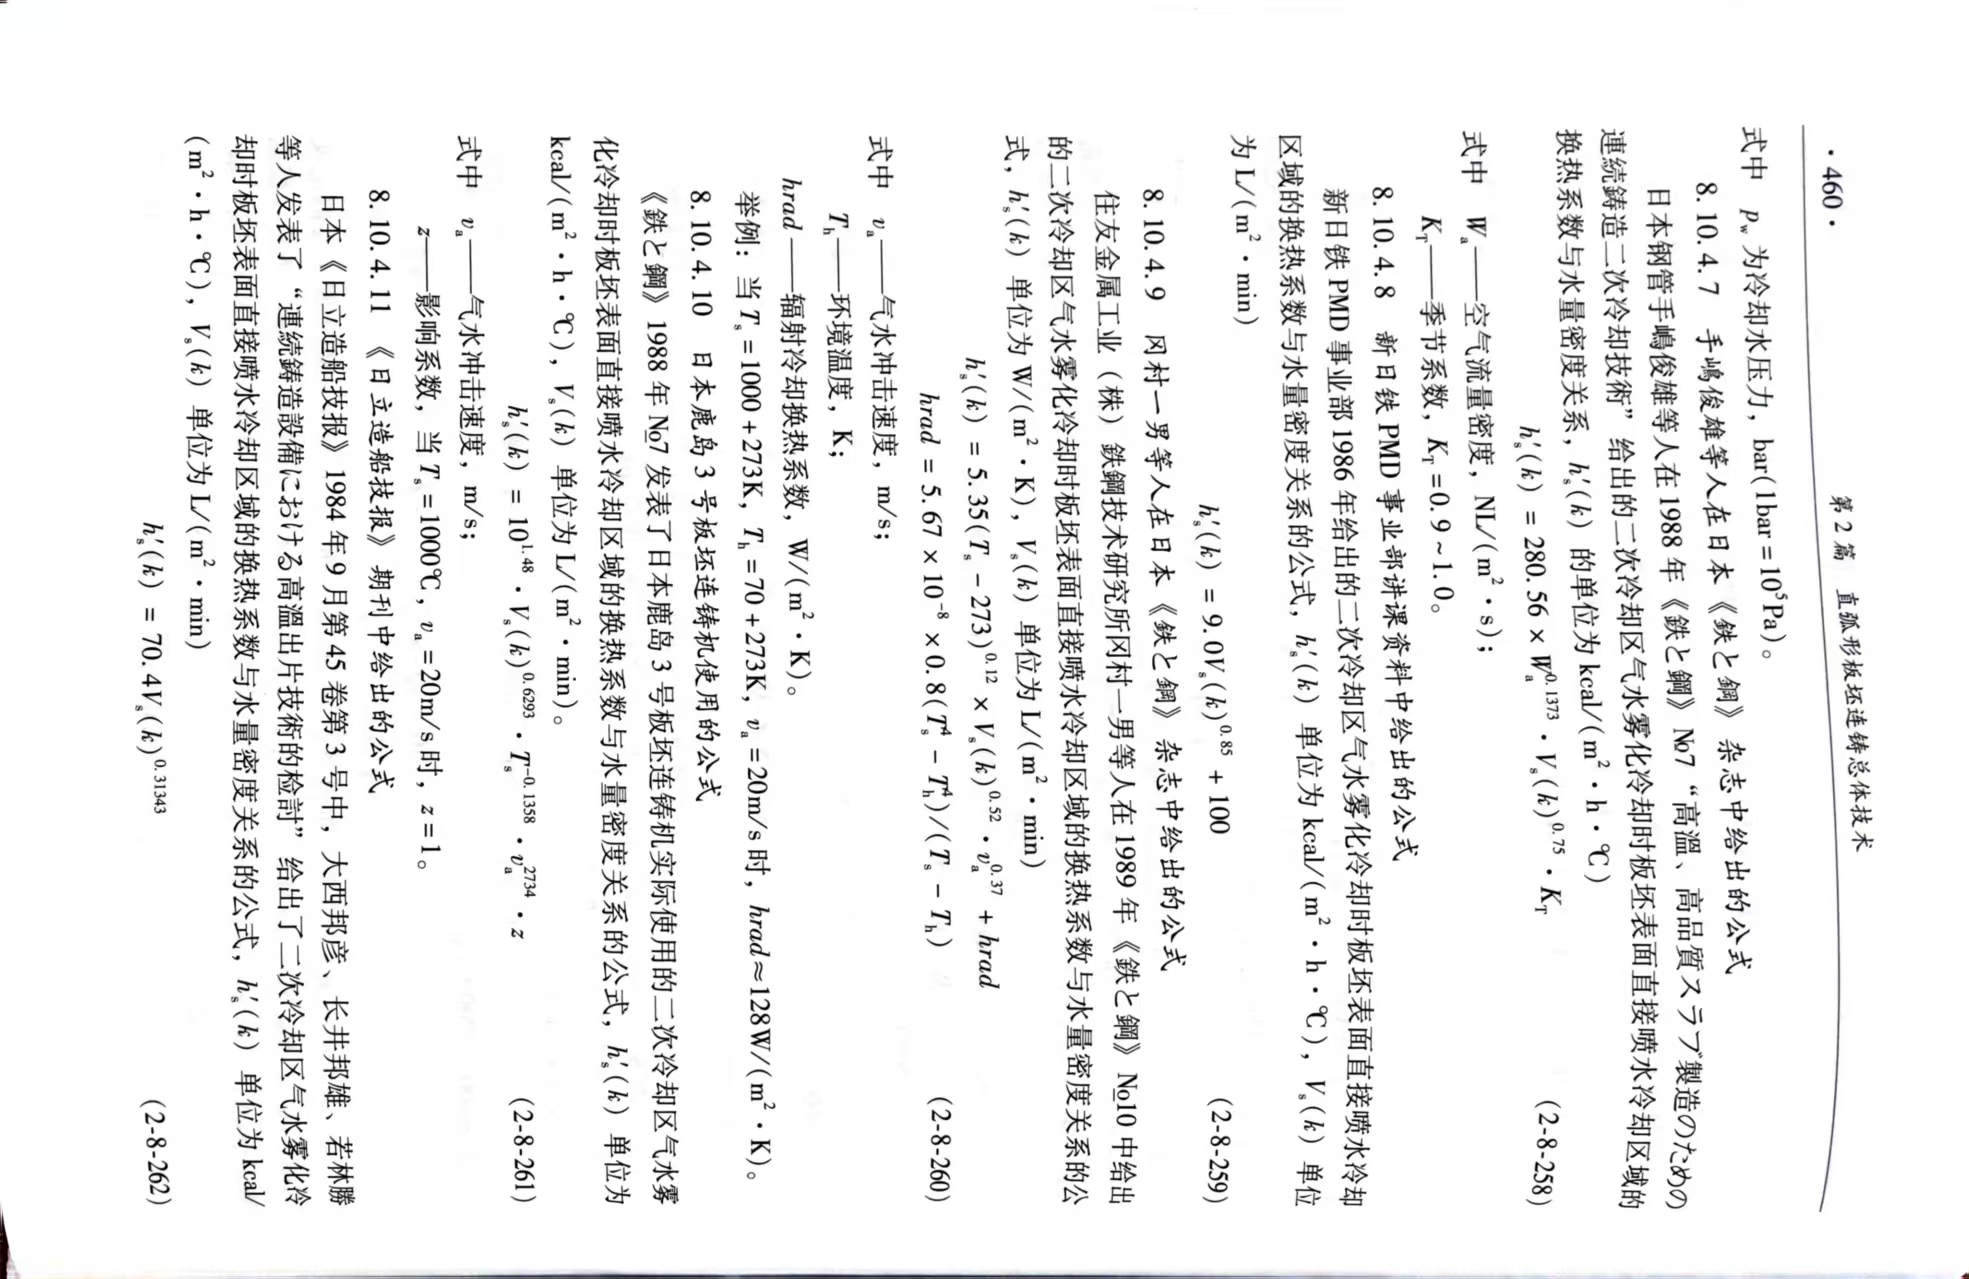 · 460 ·
第 2 篇 直弧形板坯连铸总体技术
式中 p_w 为冷却水压力，bar(1bar = 10⁵Pa)。
8. 10. 4. 7 手嶋俊雄等人在日本《鉄と鋼》杂志中给出的公式
日本钢管手嶋俊雄等人在 1988 年《鉄と鋼》№7 “高溫、高品質スラブ製造のための
連続鋳造二次冷却技術” 给出的二次冷却区气水雾化冷却时板坯表面直接喷水冷却区域的
换热系数与水量密度关系，h′_s(k) 的单位为 kcal/(m² · h · ℃)
h′_s(k) = 280. 56 × W_a^{0. 1373} · V_s(k)^{0. 75} · K_T (2-8-258)
式中 W_a——空气流量密度，NL/(m² · s)；
K_T——季节系数，K_T = 0. 9 ~ 1. 0。
8. 10. 4. 8 新日铁 PMD 事业部讲课资料中给出的公式
新日铁 PMD 事业部 1986 年给出的二次冷却区气水雾化冷却时板坯表面直接喷水冷却
区域的换热系数与水量密度关系的公式，h′_s(k) 单位为 kcal/(m² · h · ℃)，V_s(k) 单位
为 L/(m² · min)
h′_s(k) = 9. 0V_s(k)^{0. 85} + 100 (2-8-259)
8. 10. 4. 9 冈村一男等人在日本《鉄と鋼》杂志中给出的公式
住友金属工业（株）鉄鋼技术研究所冈村一男等人在 1989 年《鉄と鋼》№10 中给出
的二次冷却区气水雾化冷却时板坯表面直接喷水冷却区域的换热系数与水量密度关系的公
式，h′_s(k) 单位为 W/(m² · K)，V_s(k) 单位为 L/(m² · min)
h′_s(k) = 5. 35(T_s - 273)^{0. 12} × V_s(k)^{0. 52} · v_a^{0. 37} + hrad
hrad = 5. 67 × 10^{-8} × 0. 8(T_s^4 - T_h^4)/(T_s - T_h) (2-8-260)
式中 v_a——气水冲击速度，m/s；
T_h——环境温度，K；
hrad ——辐射冷却换热系数，W/(m² · K)。
举例：当 T_s = 1000 + 273K，T_h = 70 + 273K，v_a = 20m/s 时，hrad ≈ 128W/(m² · K)。
8. 10. 4. 10 日本鹿岛 3 号板坯连铸机使用的公式
《鉄と鋼》1988 年 №7 发表了日本鹿岛 3 号板坯连铸机实际使用的二次冷却区气水雾
化冷却时板坯表面直接喷水冷却区域的换热系数与水量密度关系的公式，h′_s(k) 单位为
kcal/(m² · h · ℃)，V_s(k) 单位为 L/(m² · min)。
h′_s(k) = 10^{1. 48} · V_s(k)^{0. 6293} · T_s^{-0. 1358} · v_a^{2734} · z (2-8-261)
式中 v_a——气水冲击速度，m/s；
z——影响系数，当 T_s = 1000℃，v_a = 20m/s 时，z = 1。
8. 10. 4. 11 《日立造船技报》期刊中给出的公式
日本《日立造船技报》1984 年 9 月第 45 卷第 3 号中，大西邦彦、长井邦雄、若林勝
等人发表了 “連続鋳造設備における高溫出片技術的检討” 给出了二次冷却区气水雾化冷
却时板坯表面直接喷水冷却区域的换热系数与水量密度关系的公式，h′_s(k) 单位为 kcal/
(m² · h · ℃)，V_s(k) 单位为 L/(m² · min)
h′_s(k) = 70. 4V_s(k)^{0. 31343} (2-8-262)